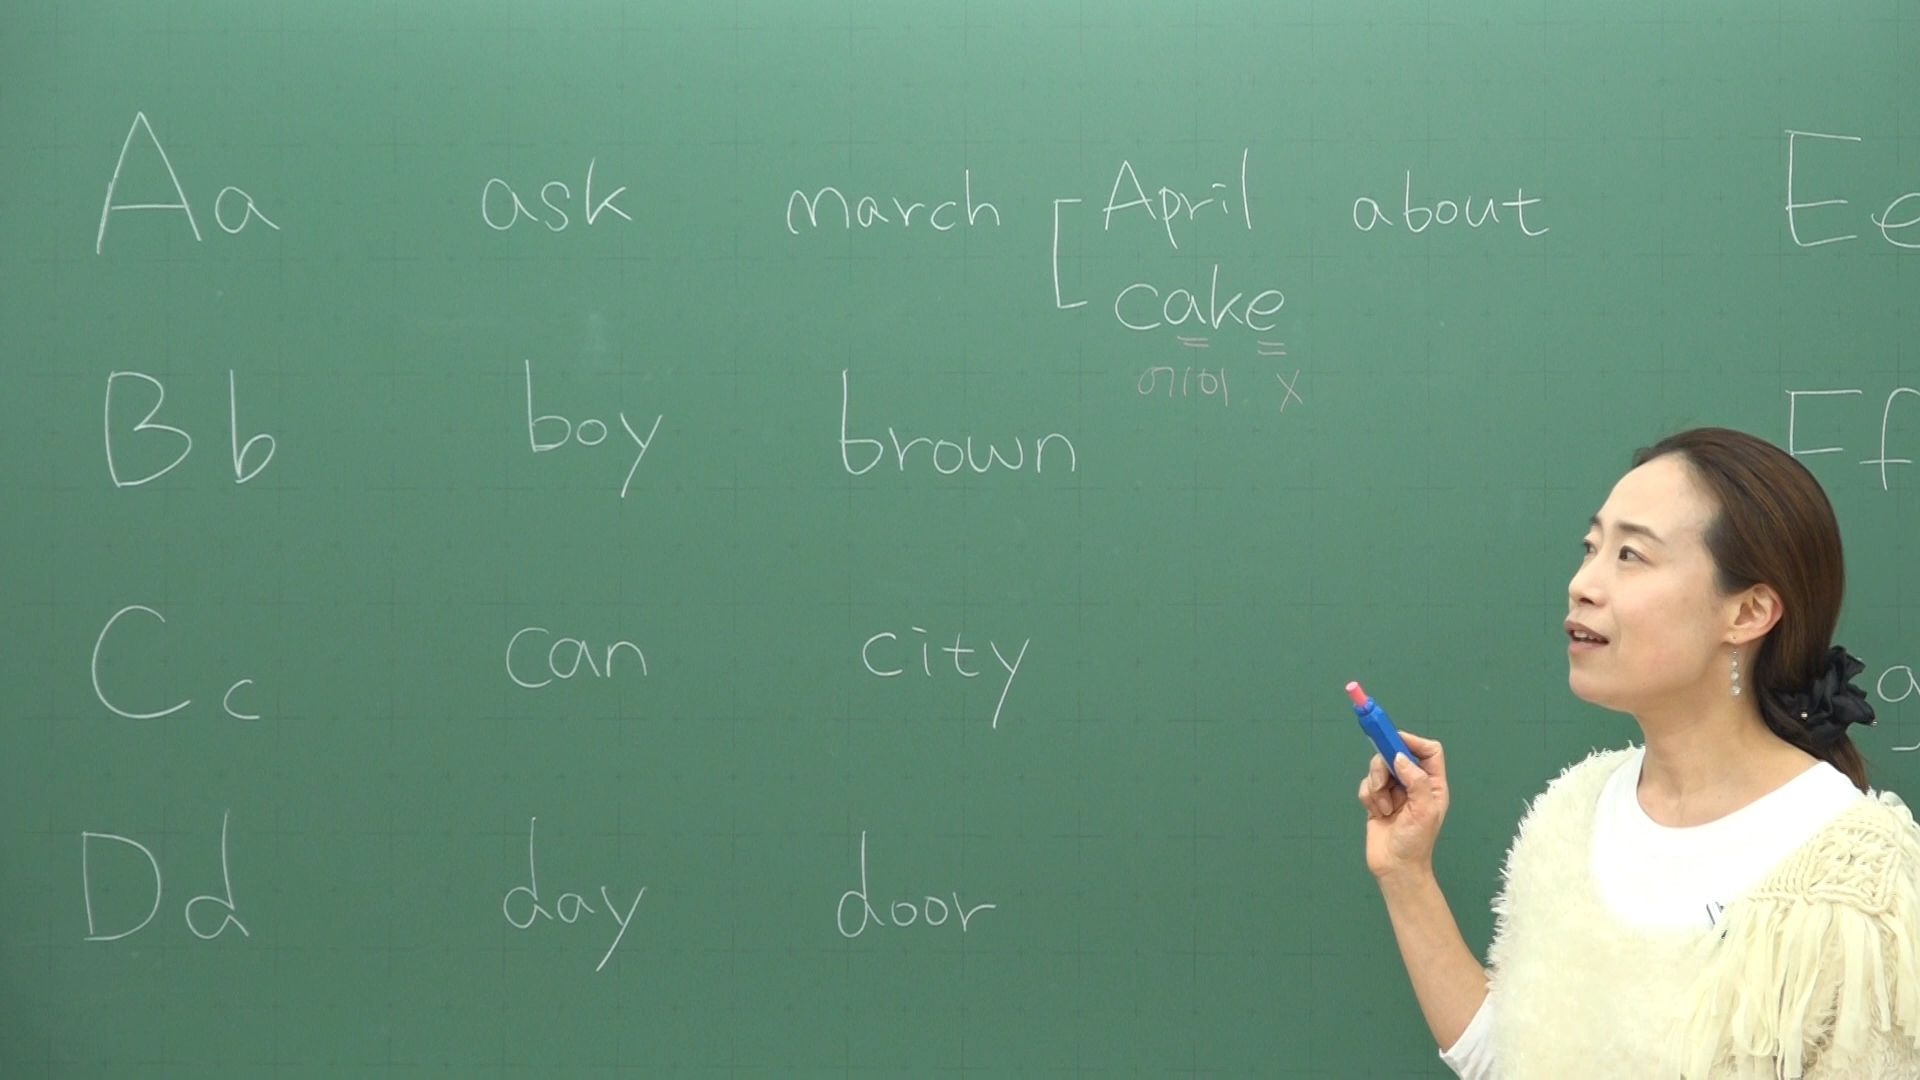 Aa ask march April about Ee
cake
에이 X
Bb boy brown Ff
Cc can city
Dd day door